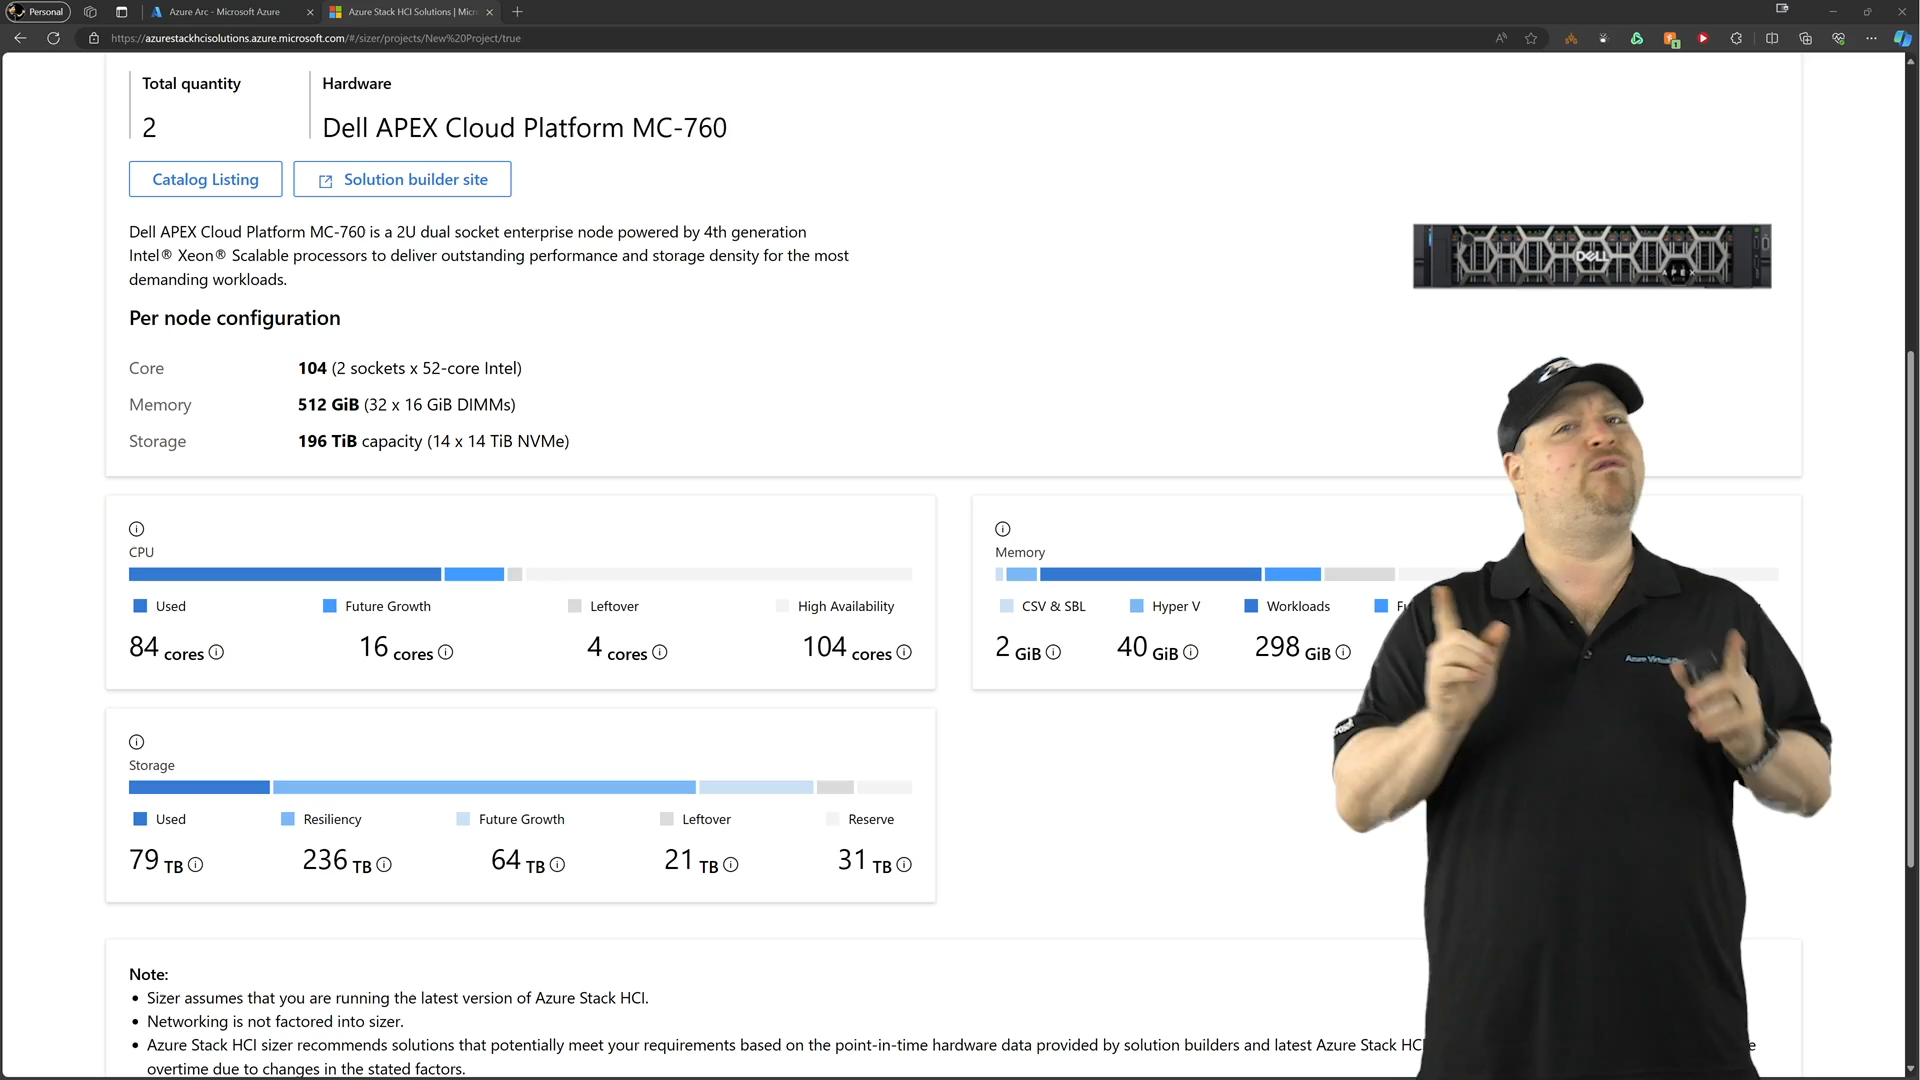 Personal
Azure Arc - Microsoft Azure
Azure Stack HCI Solutions | Micr
https://azurestackhcisolutions.azure.microsoft.com/#/sizer/projects/New%20Project/true
Total quantity
Hardware
2
Dell APEX Cloud Platform MC-760
Catalog Listing
Solution builder site
Dell APEX Cloud Platform MC-760 is a 2U dual socket enterprise node powered by 4th generation
Intel® Xeon® Scalable processors to deliver outstanding performance and storage density for the most
demanding workloads.
DELL
APEX
Per node configuration
Core
104 (2 sockets x 52-core Intel)
Memory
512 GiB (32 x 16 GiB DIMMs)
Storage
196 TiB capacity (14 x 14 TiB NVMe)
CPU
Used
Future Growth
Leftover
High Availability
84 cores
16 cores
4 cores
104 cores
Memory
CSV & SBL
Hyper V
Workloads
2 GiB
40 GiB
298 GiB
Azure Virtual
Storage
Used
Resiliency
Future Growth
Leftover
Reserve
79 TB
236 TB
64 TB
21 TB
31 TB
Note:
• Sizer assumes that you are running the latest version of Azure Stack HCI.
• Networking is not factored into sizer.
• Azure Stack HCI sizer recommends solutions that potentially meet your requirements based on the point-in-time hardware data provided by solution builders and latest Azure Stack HCI
overtime due to changes in the stated factors.